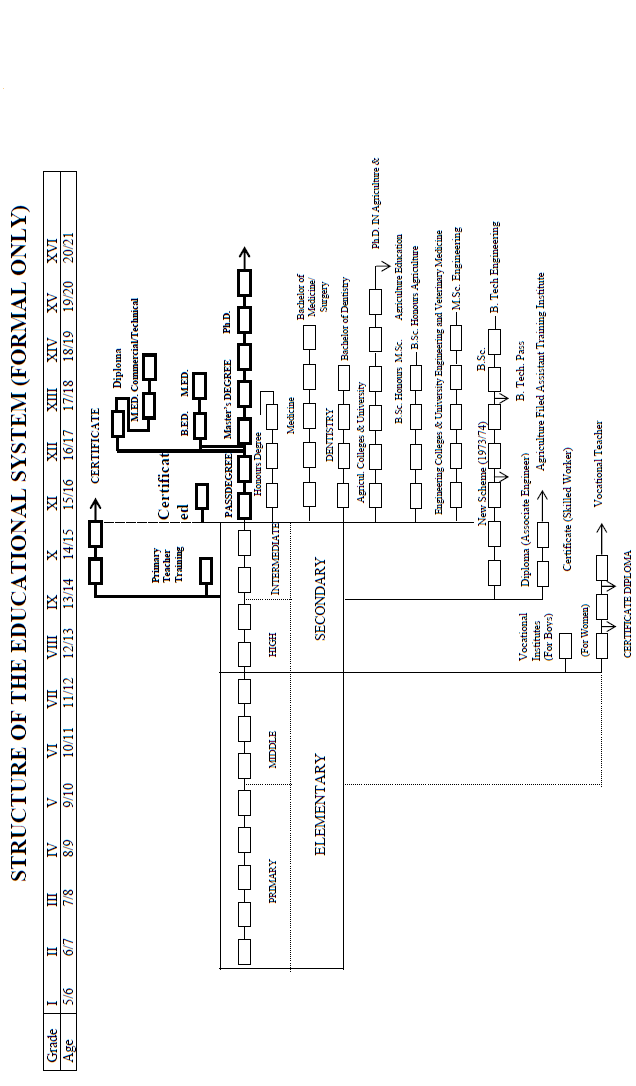 STRUCTURE OF THE EDUCATIONAL SYSTEM (FORMAL ONLY)
Grade I II III IV V VI VII VIII IX X XI XII XIII XIV XV XVI
Age 5/6 6/7 7/8 8/9 9/10 10/11 11/12 12/13 13/14 14/15 15/16 16/17 17/18 18/19 19/20 20/21
CERTIFICATE
Diploma
M.ED. Commercial/Technical
Primary
Teacher
Training
Certificat
ed
B.ED. M.ED.
PASSDEGREE Master's DEGREE Ph.D.
Honours Degree
PRIMARY MIDDLE HIGH INTERMEDIATE
ELEMENTARY SECONDARY
Medicine
Bachelor of
Medicine/
Surgery
DENTISTRY
Bachelor of Dentistry
Agricul. Colleges & University
Ph.D. IN Agriculture &
B.Sc. Honours M.Sc. Agriculture Education
B.Sc. Honours Agriculture
Engineering Colleges & University Engineering and Veterinary Medicine
M.Sc. Engineering
New Scheme (1973/74)
B.Sc.
B. Tech Engineering
B. Tech. Pass
Diploma (Associate Engineer)
Agriculture Filed Assistant Training Institute
Vocational
Institutes
(For Boys)
Certificate (Skilled Worker)
(For Women)
Vocational Teacher
CERTIFICATE DIPLOMA